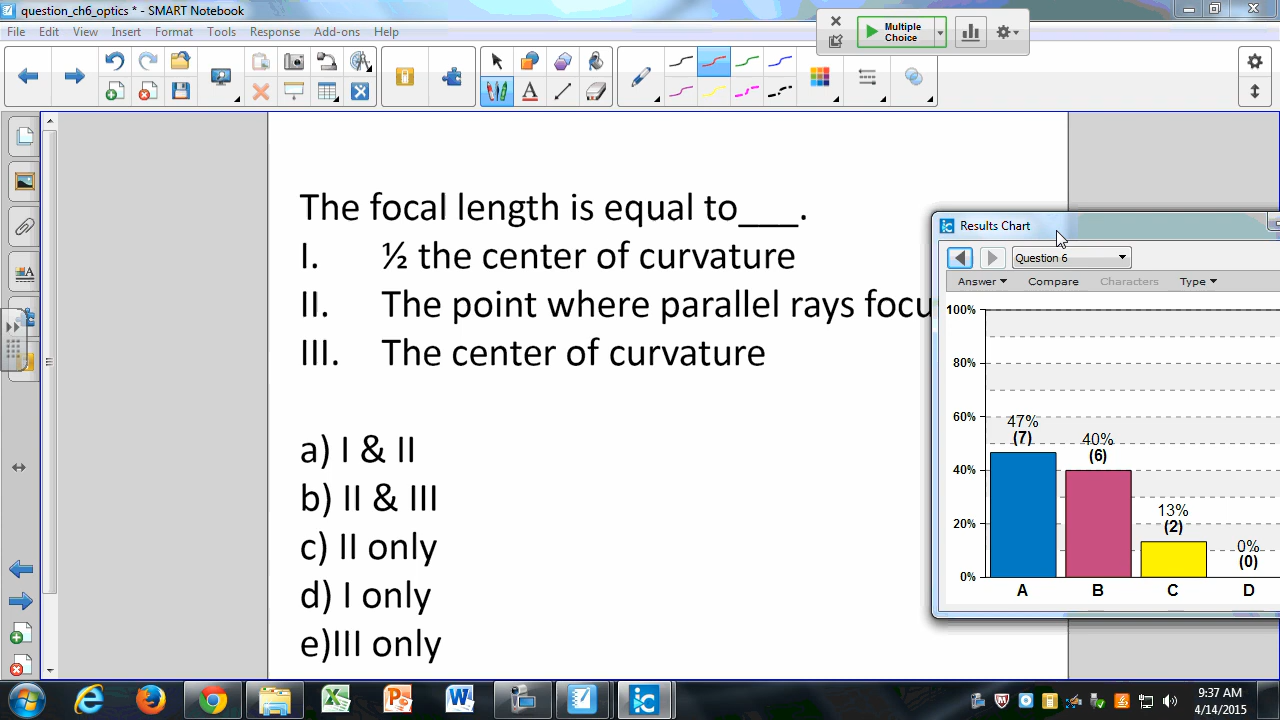 question_ch6_optics * - SMART Notebook
File Edit View Insert Format Tools Response Add-ons Help
Multiple
Choice
The focal length is equal to___.
I. ½ the center of curvature
II. The point where parallel rays focu
III. The center of curvature
a) I & II
b) II & III
c) II only
d) I only
e)III only
Results Chart
Question 6
Answer Compare Characters Type
100%
80%
60%
40%
20%
0%
47%
(7)
40%
(6)
13%
(2)
0%
(0)
A B C D
9:37 AM
4/14/2015